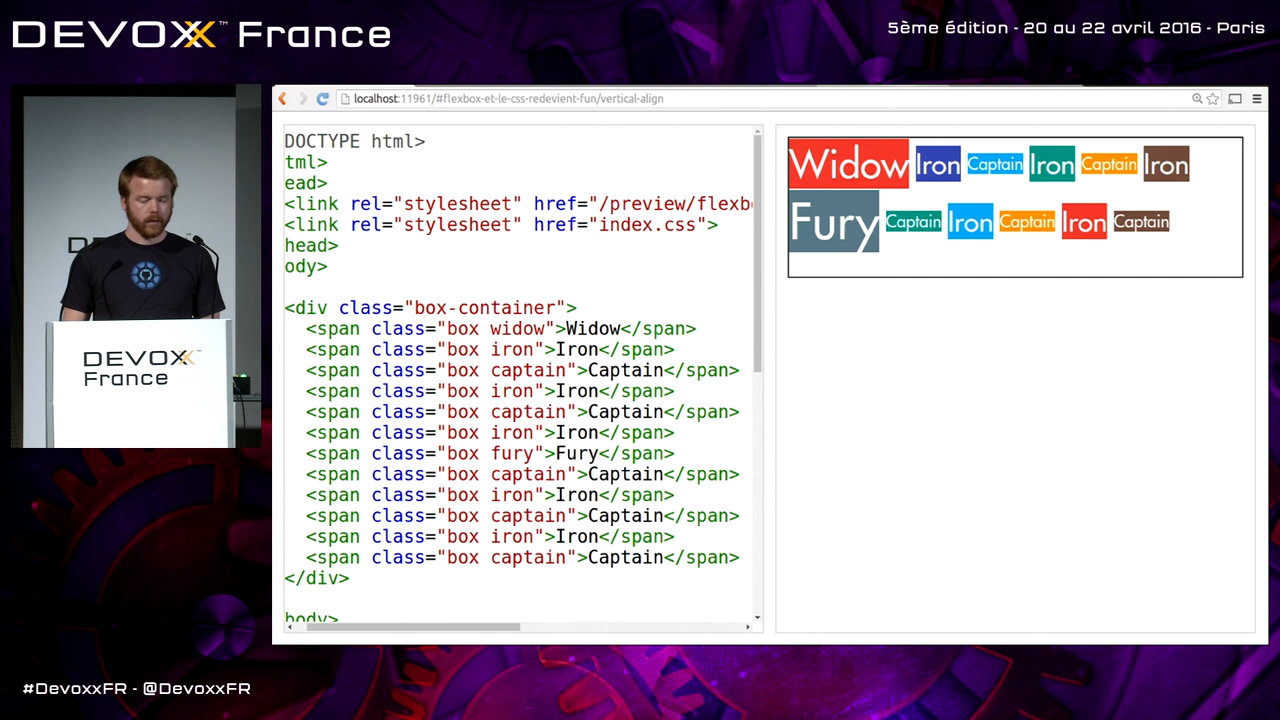 DEVOXX™ France
5ème édition - 20 au 22 avril 2016 - Paris
localhost:11961/#flexbox-et-le-css-redevient-fun/vertical-align
DOCTYPE html>
tml>
ead>
<link rel="stylesheet" href="/preview/flexb
<link rel="stylesheet" href="index.css">
head>
ody>
<div class="box-container">
<span class="box widow">Widow</span>
<span class="box iron">Iron</span>
<span class="box captain">Captain</span>
<span class="box iron">Iron</span>
<span class="box captain">Captain</span>
<span class="box iron">Iron</span>
<span class="box fury">Fury</span>
<span class="box captain">Captain</span>
<span class="box iron">Iron</span>
<span class="box captain">Captain</span>
<span class="box iron">Iron</span>
<span class="box captain">Captain</span>
</div>
body>
Widow Iron Captain Iron Captain Iron
Fury Captain Iron Captain Iron Captain
DEVOXX™
France
#DevoxxFR - @DevoxxFR